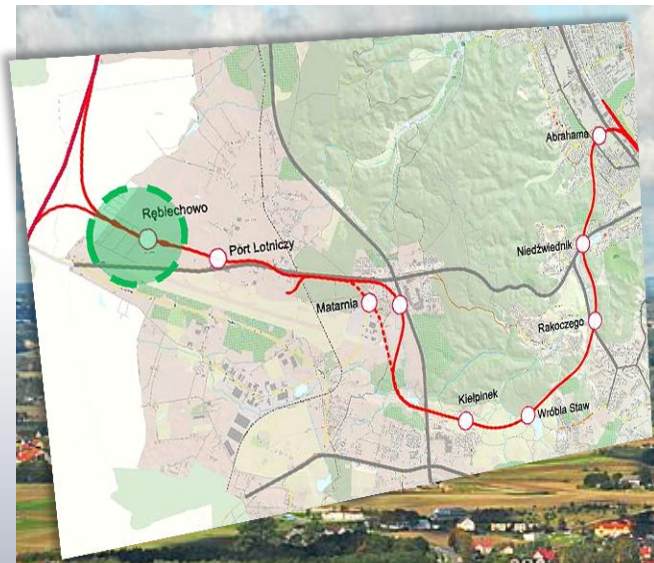 Abrahama
Rębiechowo
Port Lotniczy
Niedźwiednik
Matarnia
Rakoczego
Kiełpinek
Wróbla Staw